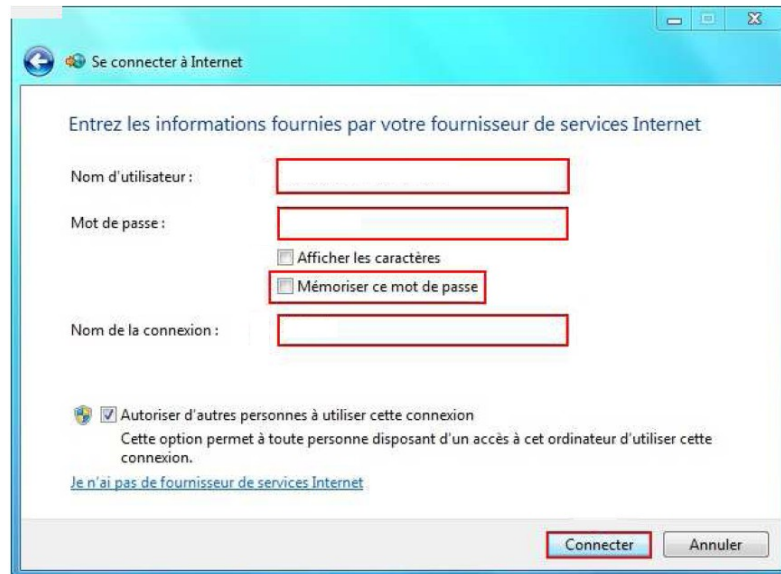 Se connecter à Internet
Entrez les informations fournies par votre fournisseur de services Internet
Nom d'utilisateur :
Mot de passe :
Afficher les caractères
Mémoriser ce mot de passe
Nom de la connexion :
Autoriser d'autres personnes à utiliser cette connexion
Cette option permet à toute personne disposant d'un accès à cet ordinateur d'utiliser cette
connexion.
Je n'ai pas de fournisseur de services Internet
Connecter
Annuler